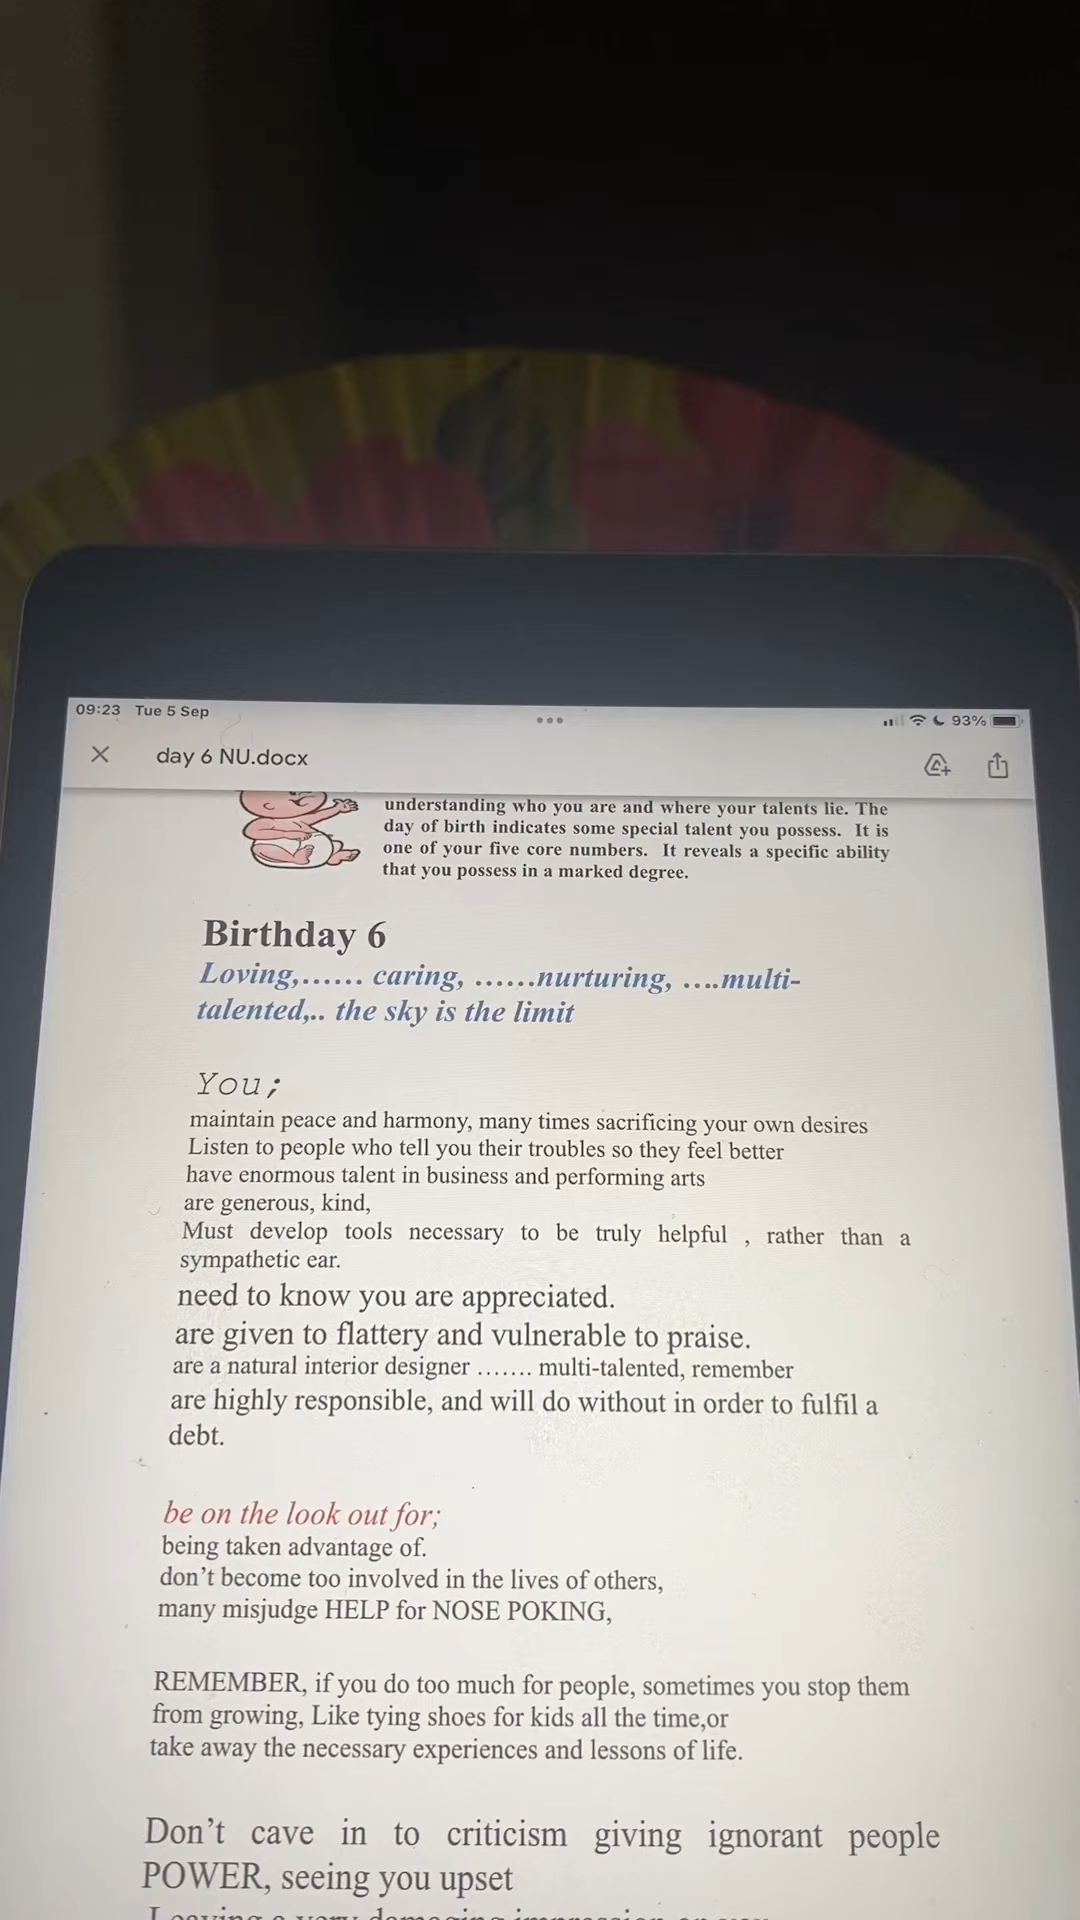 09:23 Tue 5 Sep
93%
day 6 NU.docx
understanding who you are and where your talents lie. The
day of birth indicates some special talent you possess. It is
one of your five core numbers. It reveals a specific ability
that you possess in a marked degree.
Birthday 6
Loving,...... caring, ......nurturing, ....multi-
talented,.. the sky is the limit
You;
maintain peace and harmony, many times sacrificing your own desires
Listen to people who tell you their troubles so they feel better
have enormous talent in business and performing arts
are generous, kind,
Must develop tools necessary to be truly helpful , rather than a
sympathetic ear.
need to know you are appreciated.
are given to flattery and vulnerable to praise.
are a natural interior designer ....... multi-talented, remember
are highly responsible, and will do without in order to fulfil a
debt.
be on the look out for;
being taken advantage of.
don't become too involved in the lives of others,
many misjudge HELP for NOSE POKING,
REMEMBER, if you do too much for people, sometimes you stop them
from growing, Like tying shoes for kids all the time,or
take away the necessary experiences and lessons of life.
Don't cave in to criticism giving ignorant people
POWER, seeing you upset